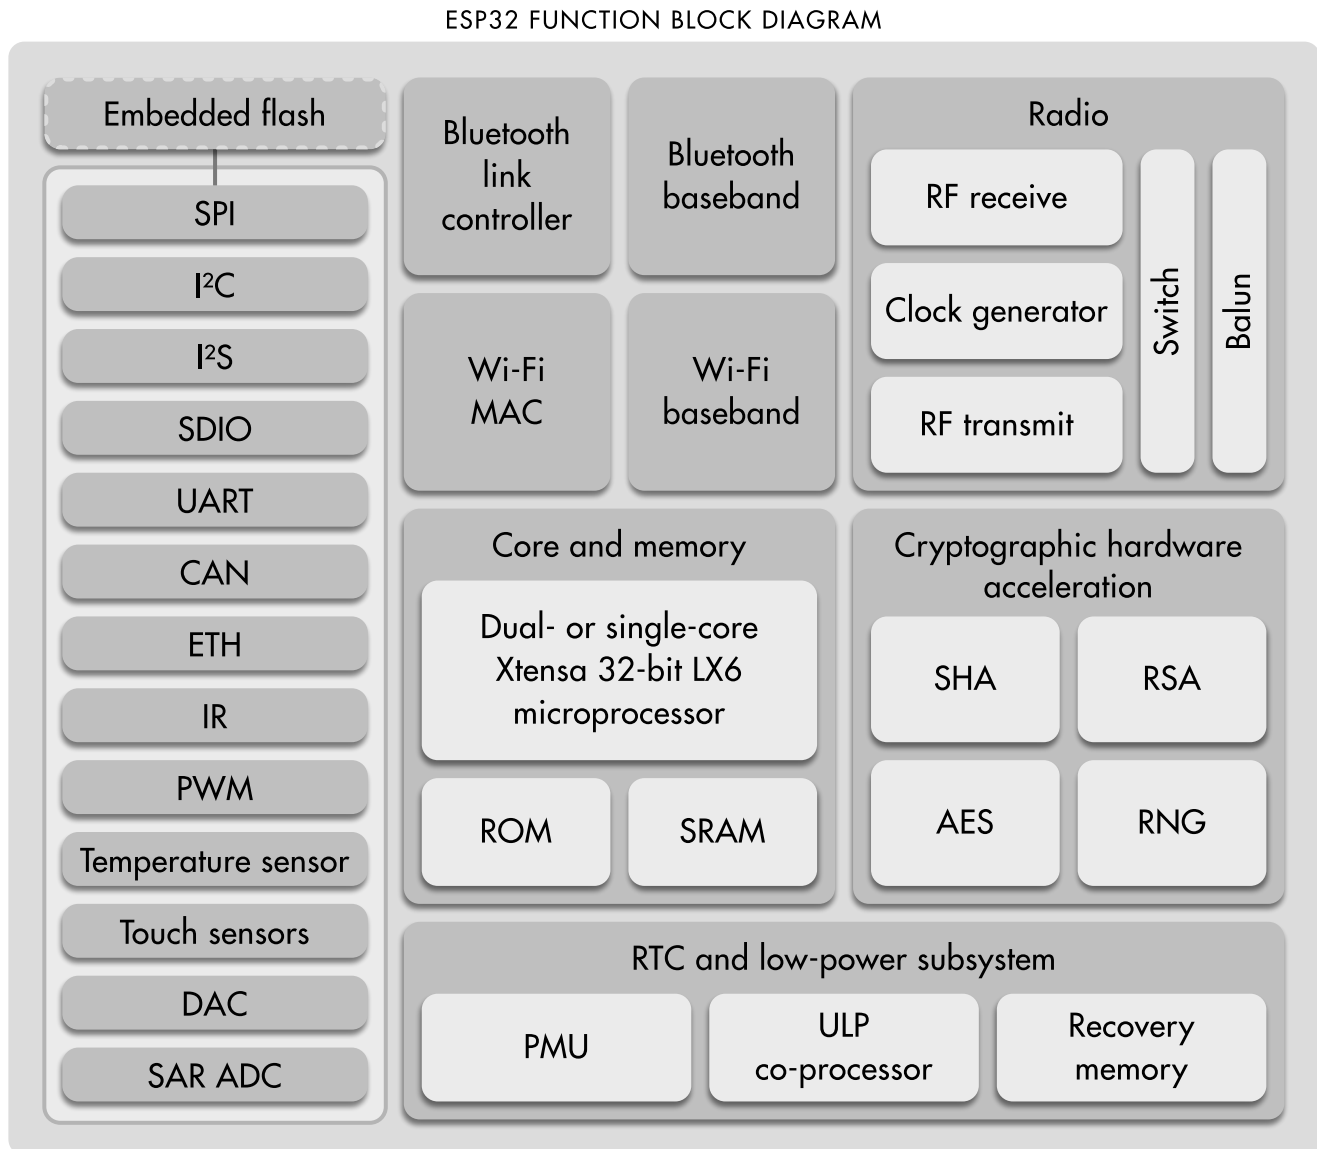 ESP32 FUNCTION BLOCK DIAGRAM
Embedded flash
SPI
I²C
I²S
SDIO
UART
CAN
ETH
IR
PWM
Temperature sensor
Touch sensors
DAC
SAR ADC
Bluetooth
link
controller
Bluetooth
baseband
Wi-Fi
MAC
Wi-Fi
baseband
Radio
RF receive
Clock generator
RF transmit
Switch
Balun
Core and memory
Dual- or single-core
Xtensa 32-bit LX6
microprocessor
ROM
SRAM
Cryptographic hardware
acceleration
SHA
RSA
AES
RNG
RTC and low-power subsystem
PMU
ULP
co-processor
Recovery
memory